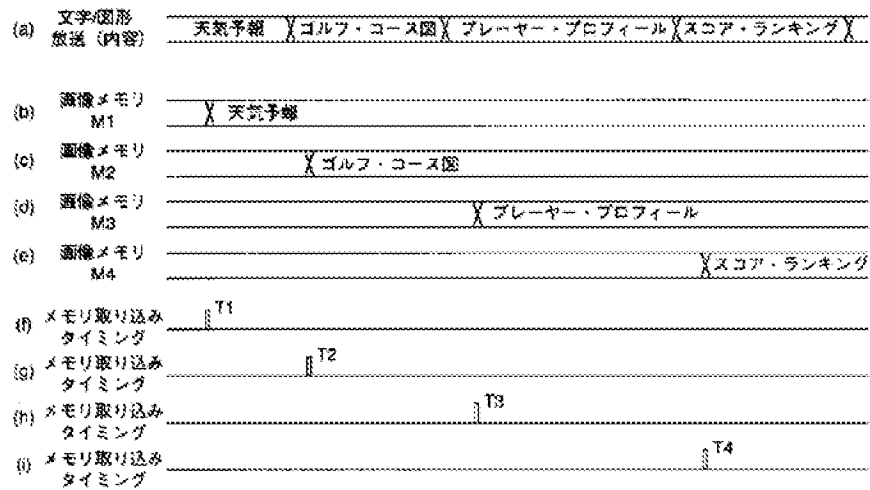 (a) 文字/図形 放送（内容） 天気予報 ゴルフ・コース図 プレーヤー・プロフィール スコア・ランキング
(b) 画像メモリ M1 天気予報
(c) 画像メモリ M2 ゴルフ・コース図
(d) 画像メモリ M3 プレーヤー・プロフィール
(e) 画像メモリ M4 スコア・ランキング
(f) メモリ取り込み タイミング T1
(g) メモリ取り込み タイミング T2
(h) メモリ取り込み タイミング T3
(i) メモリ取り込み タイミング T4